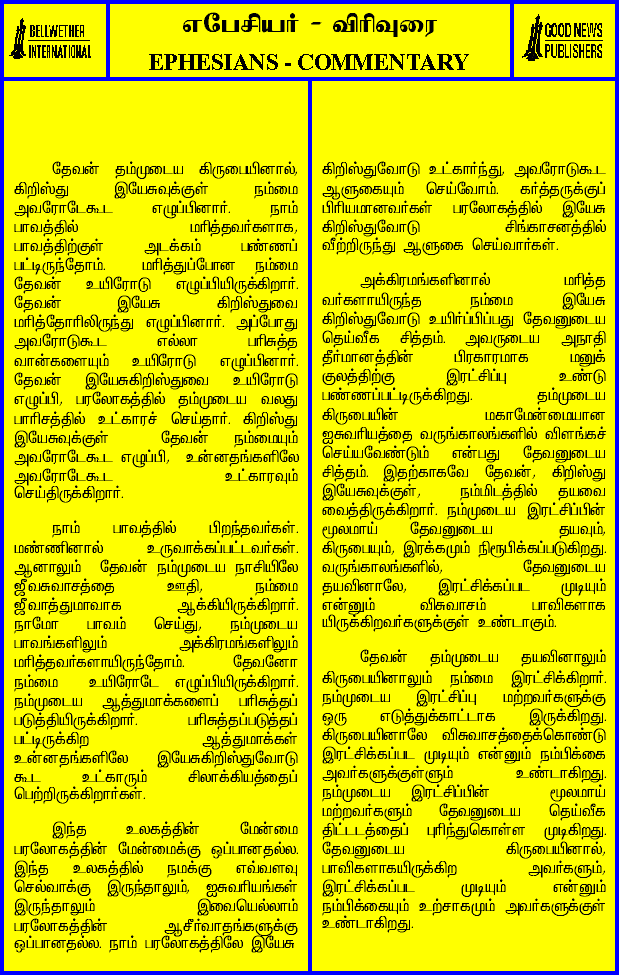 BELLWETHER
INTERNATIONAL
எபேசியர் - விரிவுரை
EPHESIANS - COMMENTARY
GOOD NEWS
PUBLISHERS
தேவன் தம்முடைய கிருபையினால்,
கிறிஸ்து இயேசுவுக்குள் நம்மை
அவரோடேகூட எழுப்பினார். நாம்
பாவத்தில் மரித்தவர்களாக,
பாவத்திற்குள் அடக்கம் பண்ணப்
பட்டிருந்தோம். மரித்துப்போன நம்மை
தேவன் உயிரோடு எழுப்பியிருக்கிறார்.
தேவன் இயேசு கிறிஸ்துவை
மரித்தோரிலிருந்து எழுப்பினார். அப்போது
அவரோடுகூட எல்லா பரிசுத்த
வான்களையும் உயிரோடு எழுப்பினார்.
தேவன் இயேசுகிறிஸ்துவை உயிரோடு
எழுப்பி, பரலோகத்தில் தம்முடைய வலது
பாரிசத்தில் உட்காரச் செய்தார். கிறிஸ்து
இயேசுவுக்குள் தேவன் நம்மையும்
அவரோடேகூட எழுப்பி, உன்னதங்களிலே
அவரோடேகூட உட்காரவும்
செய்திருக்கிறார்.
நாம் பாவத்தில் பிறந்தவர்கள்.
மண்ணினால் உருவாக்கப்பட்டவர்கள்.
ஆனாலும் தேவன் நம்முடைய நாசியிலே
ஜீவசுவாசத்தை ஊதி, நம்மை
ஜீவாத்துமாவாக ஆக்கியிருக்கிறார்.
நாமோ பாவம் செய்து, நம்முடைய
பாவங்களிலும் அக்கிரமங்களிலும்
மரித்தவர்களாயிருந்தோம். தேவனோ
நம்மை உயிரோடே எழுப்பியிருக்கிறார்.
நம்முடைய ஆத்துமாக்களைப் பரிசுத்தப்
படுத்தியிருக்கிறார். பரிசுத்தப்படுத்தப்
பட்டிருக்கிற ஆத்துமாக்கள்
உன்னதங்களிலே இயேசுகிறிஸ்துவோடு
கூட உட்காரும் சிலாக்கியத்தைப்
பெற்றிருக்கிறார்கள்.
இந்த உலகத்தின் மேன்மை
பரலோகத்தின் மேன்மைக்கு ஒப்பானதல்ல.
இந்த உலகத்தில் நமக்கு எவ்வளவு
செல்வாக்கு இருந்தாலும், ஐசுவரியங்கள்
இருந்தாலும் இவையெல்லாம்
பரலோகத்தின் ஆசீர்வாதங்களுக்கு
ஒப்பானதல்ல. நாம் பரலோகத்திலே இயேசு
கிறிஸ்துவோடு உட்கார்ந்து, அவரோடுகூட
ஆளுகையும் செய்வோம். கர்த்தருக்குப்
பிரியமானவர்கள் பரலோகத்தில் இயேசு
கிறிஸ்துவோடு சிங்காசனத்தில்
வீற்றிருந்து ஆளுகை செய்வார்கள்.
அக்கிரமங்களினால் மரித்த
வர்களாயிருந்த நம்மை இயேசு
கிறிஸ்துவோடு உயிர்ப்பிப்பது தேவனுடைய
தெய்வீக சித்தம். அவருடைய அநாதி
தீர்மானத்தின் பிரகாரமாக மனுக்
குலத்திற்கு இரட்சிப்பு உண்டு
பண்ணப்பட்டிருக்கிறது. தம்முடைய
கிருபையின் மகாமேன்மையான
ஐசுவரியத்தை வருங்காலங்களில் விளங்கச்
செய்யவேண்டும் என்பது தேவனுடைய
சித்தம். இதற்காகவே தேவன், கிறிஸ்து
இயேசுவுக்குள், நம்மிடத்தில் தயவை
வைத்திருக்கிறார். நம்முடைய இரட்சிப்பின்
மூலமாய் தேவனுடைய தயவும்,
கிருபையும், இரக்கமும் நிரூபிக்கப்படுகிறது.
வருங்காலங்களில், தேவனுடைய
தயவினாலே, இரட்சிக்கப்பட முடியும்
என்னும் விசுவாசம் பாவிகளாக
யிருக்கிறவர்களுக்குள் உண்டாகும்.
தேவன் தம்முடைய தயவினாலும்
கிருபையினாலும் நம்மை இரட்சிக்கிறார்.
நம்முடைய இரட்சிப்பு மற்றவர்களுக்கு
ஒரு எடுத்துக்காட்டாக இருக்கிறது.
கிருபையினாலே விசுவாசத்தைக்கொண்டு
இரட்சிக்கப்பட முடியும் என்னும் நம்பிக்கை
அவர்களுக்குள்ளும் உண்டாகிறது.
நம்முடைய இரட்சிப்பின் மூலமாய்
மற்றவர்களும் தேவனுடைய தெய்வீக
திட்டத்தைப் புரிந்துகொள்ள முடிகிறது.
தேவனுடைய கிருபையினால்,
பாவிகளாகயிருக்கிற அவர்களும்,
இரட்சிக்கப்பட முடியும் என்னும்
நம்பிக்கையும் உற்சாகமும் அவர்களுக்குள்
உண்டாகிறது.